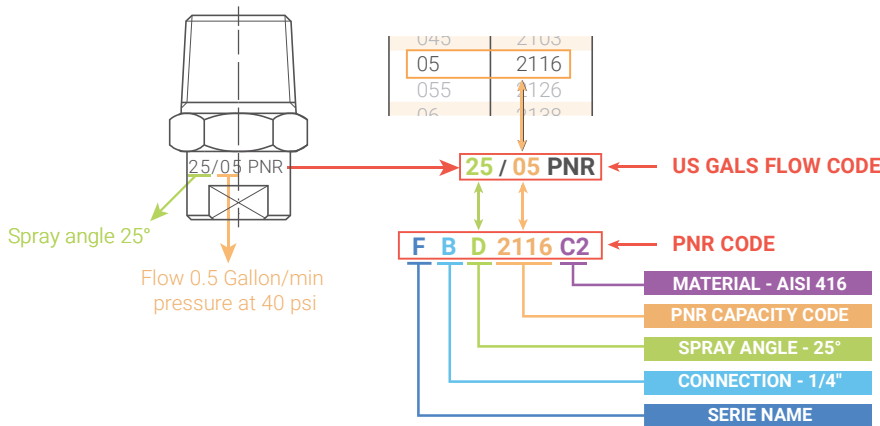 045 2103
05 2116
055 2126
06 2138
25/05 PNR
25 / 05 PNR
US GALS FLOW CODE
Spray angle 25°
F B D 2116 C2
PNR CODE
Flow 0.5 Gallon/min
pressure at 40 psi
MATERIAL - AISI 416
PNR CAPACITY CODE
SPRAY ANGLE - 25°
CONNECTION - 1/4"
SERIE NAME